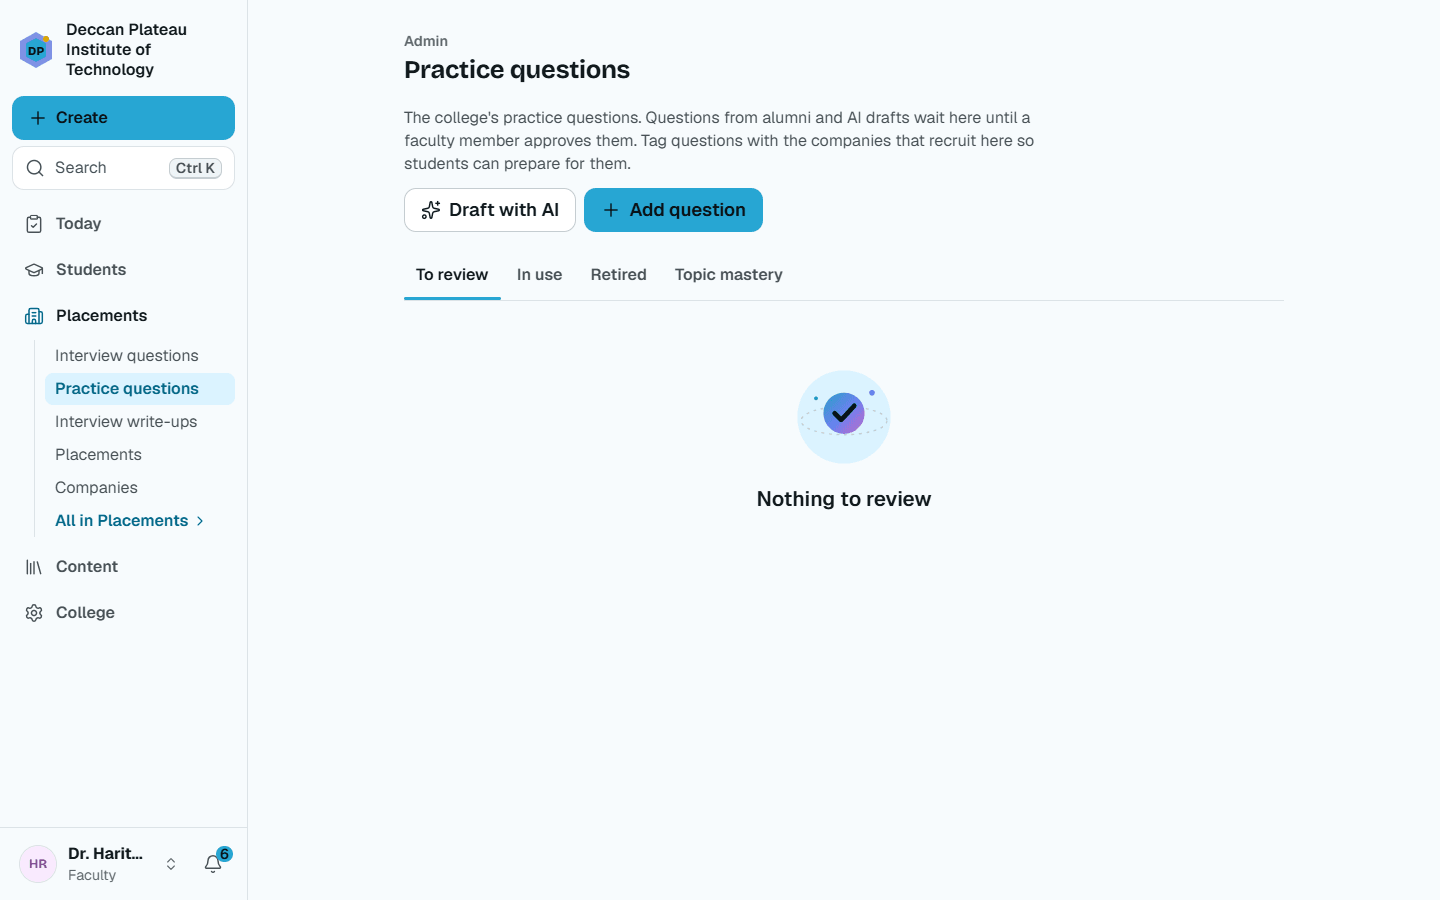 DP
Deccan Plateau
Institute of
Technology
Create
Search
Ctrl K
Today
Students
Placements
Interview questions
Practice questions
Interview write-ups
Placements
Companies
All in Placements
Content
College
HR
Dr. Harit...
Faculty
6
Admin
Practice questions
The college's practice questions. Questions from alumni and AI drafts wait here until a
faculty member approves them. Tag questions with the companies that recruit here so
students can prepare for them.
Draft with AI
Add question
To review
In use
Retired
Topic mastery
Nothing to review